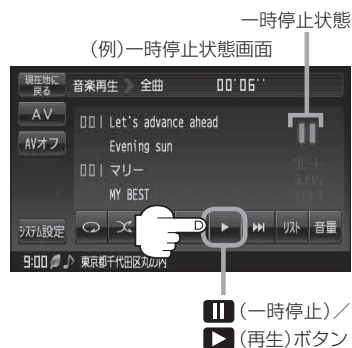 一時停止状態
(例)一時停止状態画面
現在地に戻る 音楽再生 全曲 00'06''
AV
AVオフ
001 Let's advance ahead
Evening sun
001 マリー
MY BEST
システム設定 リスト 音量
9:00 東京都千代田区丸の内
(一時停止)／
(再生)ボタン